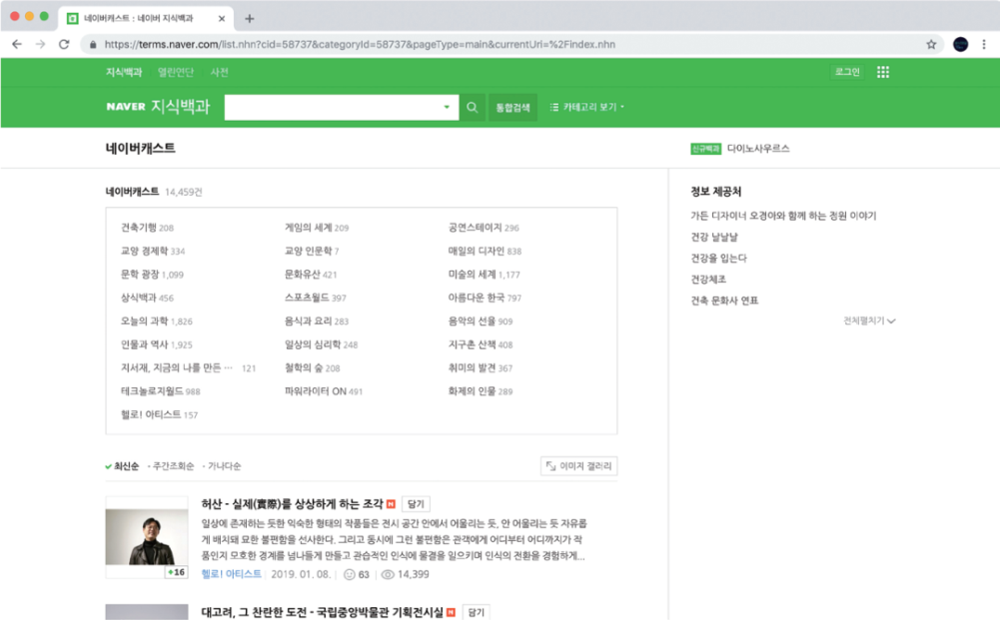 네이버캐스트 : 네이버 지식백과
https://terms.naver.com/list.nhn?cid=58737&categoryId=58737&pageType=main&currentUri=%2Findex.nhn
지식백과 열린연단 사전 로그인
NAVER 지식백과 통합검색 카테고리 보기
네이버캐스트 신규백과 다이노사우르스
네이버캐스트 14,459건 정보 제공처
가든 디자이너 오경아와 함께 하는 정원 이야기
건강 날날날
건강을 입는다
건강체조
건축 문화사 연표
전체펼치기
건축기행 208 게임의 세계 209 공연스테이지 296
교양 경제학 334 교양 인문학 7 매일의 디자인 838
문학 광장 1,099 문화유산 421 미술의 세계 1,177
상식백과 456 스포츠월드 397 아름다운 한국 797
오늘의 과학 1,826 음식과 요리 283 음악의 선율 909
인물과 역사 1,925 일상의 심리학 248 지구촌 산책 408
지서재, 지금의 나를 만든 … 121 철학의 숲 208 취미의 발견 367
테크놀로지월드 988 파워라이터 ON 491 화제의 인물 289
헬로! 아티스트 157
최신순 · 주간조회순 · 가나다순 이미지 갤러리
허산 - 실제(實際)를 상상하게 하는 조각 N 담기
일상에 존재하는 듯한 익숙한 형태의 작품들은 전시 공간 안에서 어울리는 듯, 안 어울리는 듯 자유롭
게 배치돼 묘한 불편함을 선사한다. 그리고 동시에 그런 불편함은 관객에게 어디부터 어디까지가 작
품인지 모호한 경계를 넘나들게 만들고 관습적인 인식에 물결을 일으키며 인식의 전환을 경험하게...
+16
헬로! 아티스트 2019. 01. 08. 63 14,399
대고려, 그 찬란한 도전 - 국립중앙박물관 기획전시실 N 담기